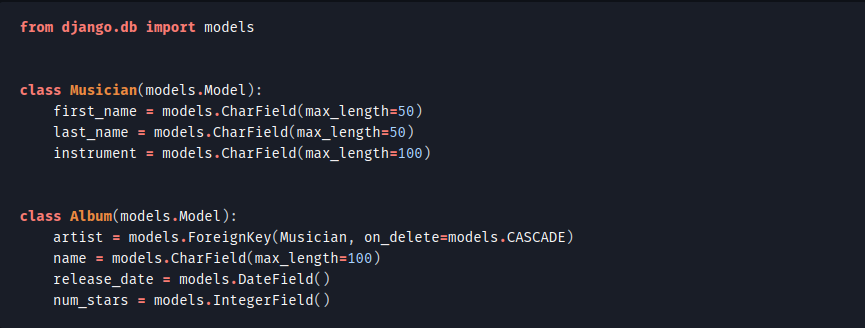 from django.db import models
class Musician(models.Model):
    first_name = models.CharField(max_length=50)
    last_name = models.CharField(max_length=50)
    instrument = models.CharField(max_length=100)
class Album(models.Model):
    artist = models.ForeignKey(Musician, on_delete=models.CASCADE)
    name = models.CharField(max_length=100)
    release_date = models.DateField()
    num_stars = models.IntegerField()